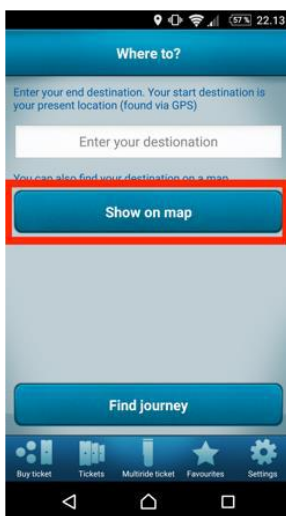 57% 22.13
Where to?
Enter your end destination. Your start destination is
your present location (found via GPS)
Enter your destionation
You can also find your destination on a map
Show on map
Find journey
Buy ticket Tickets Multiride ticket Favourites Settings